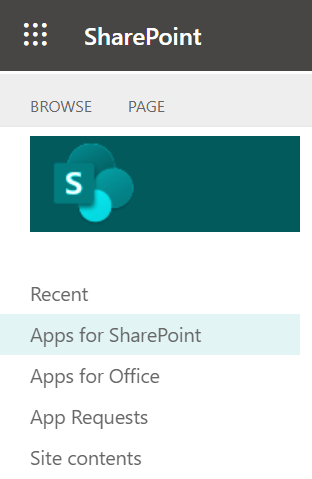 SharePoint
BROWSE PAGE
S
Recent
Apps for SharePoint
Apps for Office
App Requests
Site contents